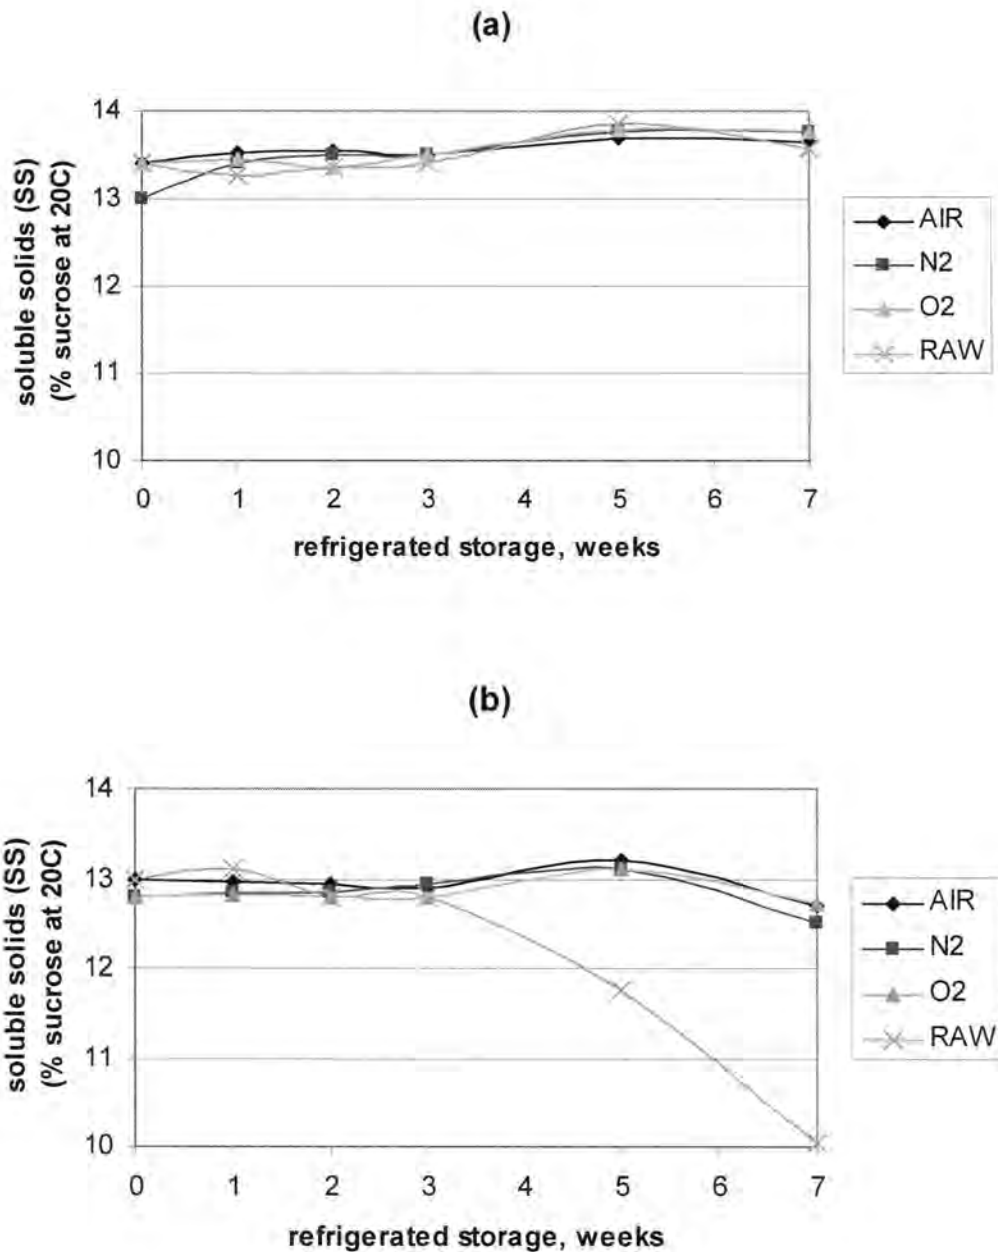 (a)
soluble solids (SS)
(% sucrose at 20C)
14
13
12
11
10
0 1 2 3 4 5 6 7
refrigerated storage, weeks
AIR
N2
O2
RAW
(b)
soluble solids (SS)
(% sucrose at 20C)
14
13
12
11
10
0 1 2 3 4 5 6 7
refrigerated storage, weeks
AIR
N2
O2
RAW